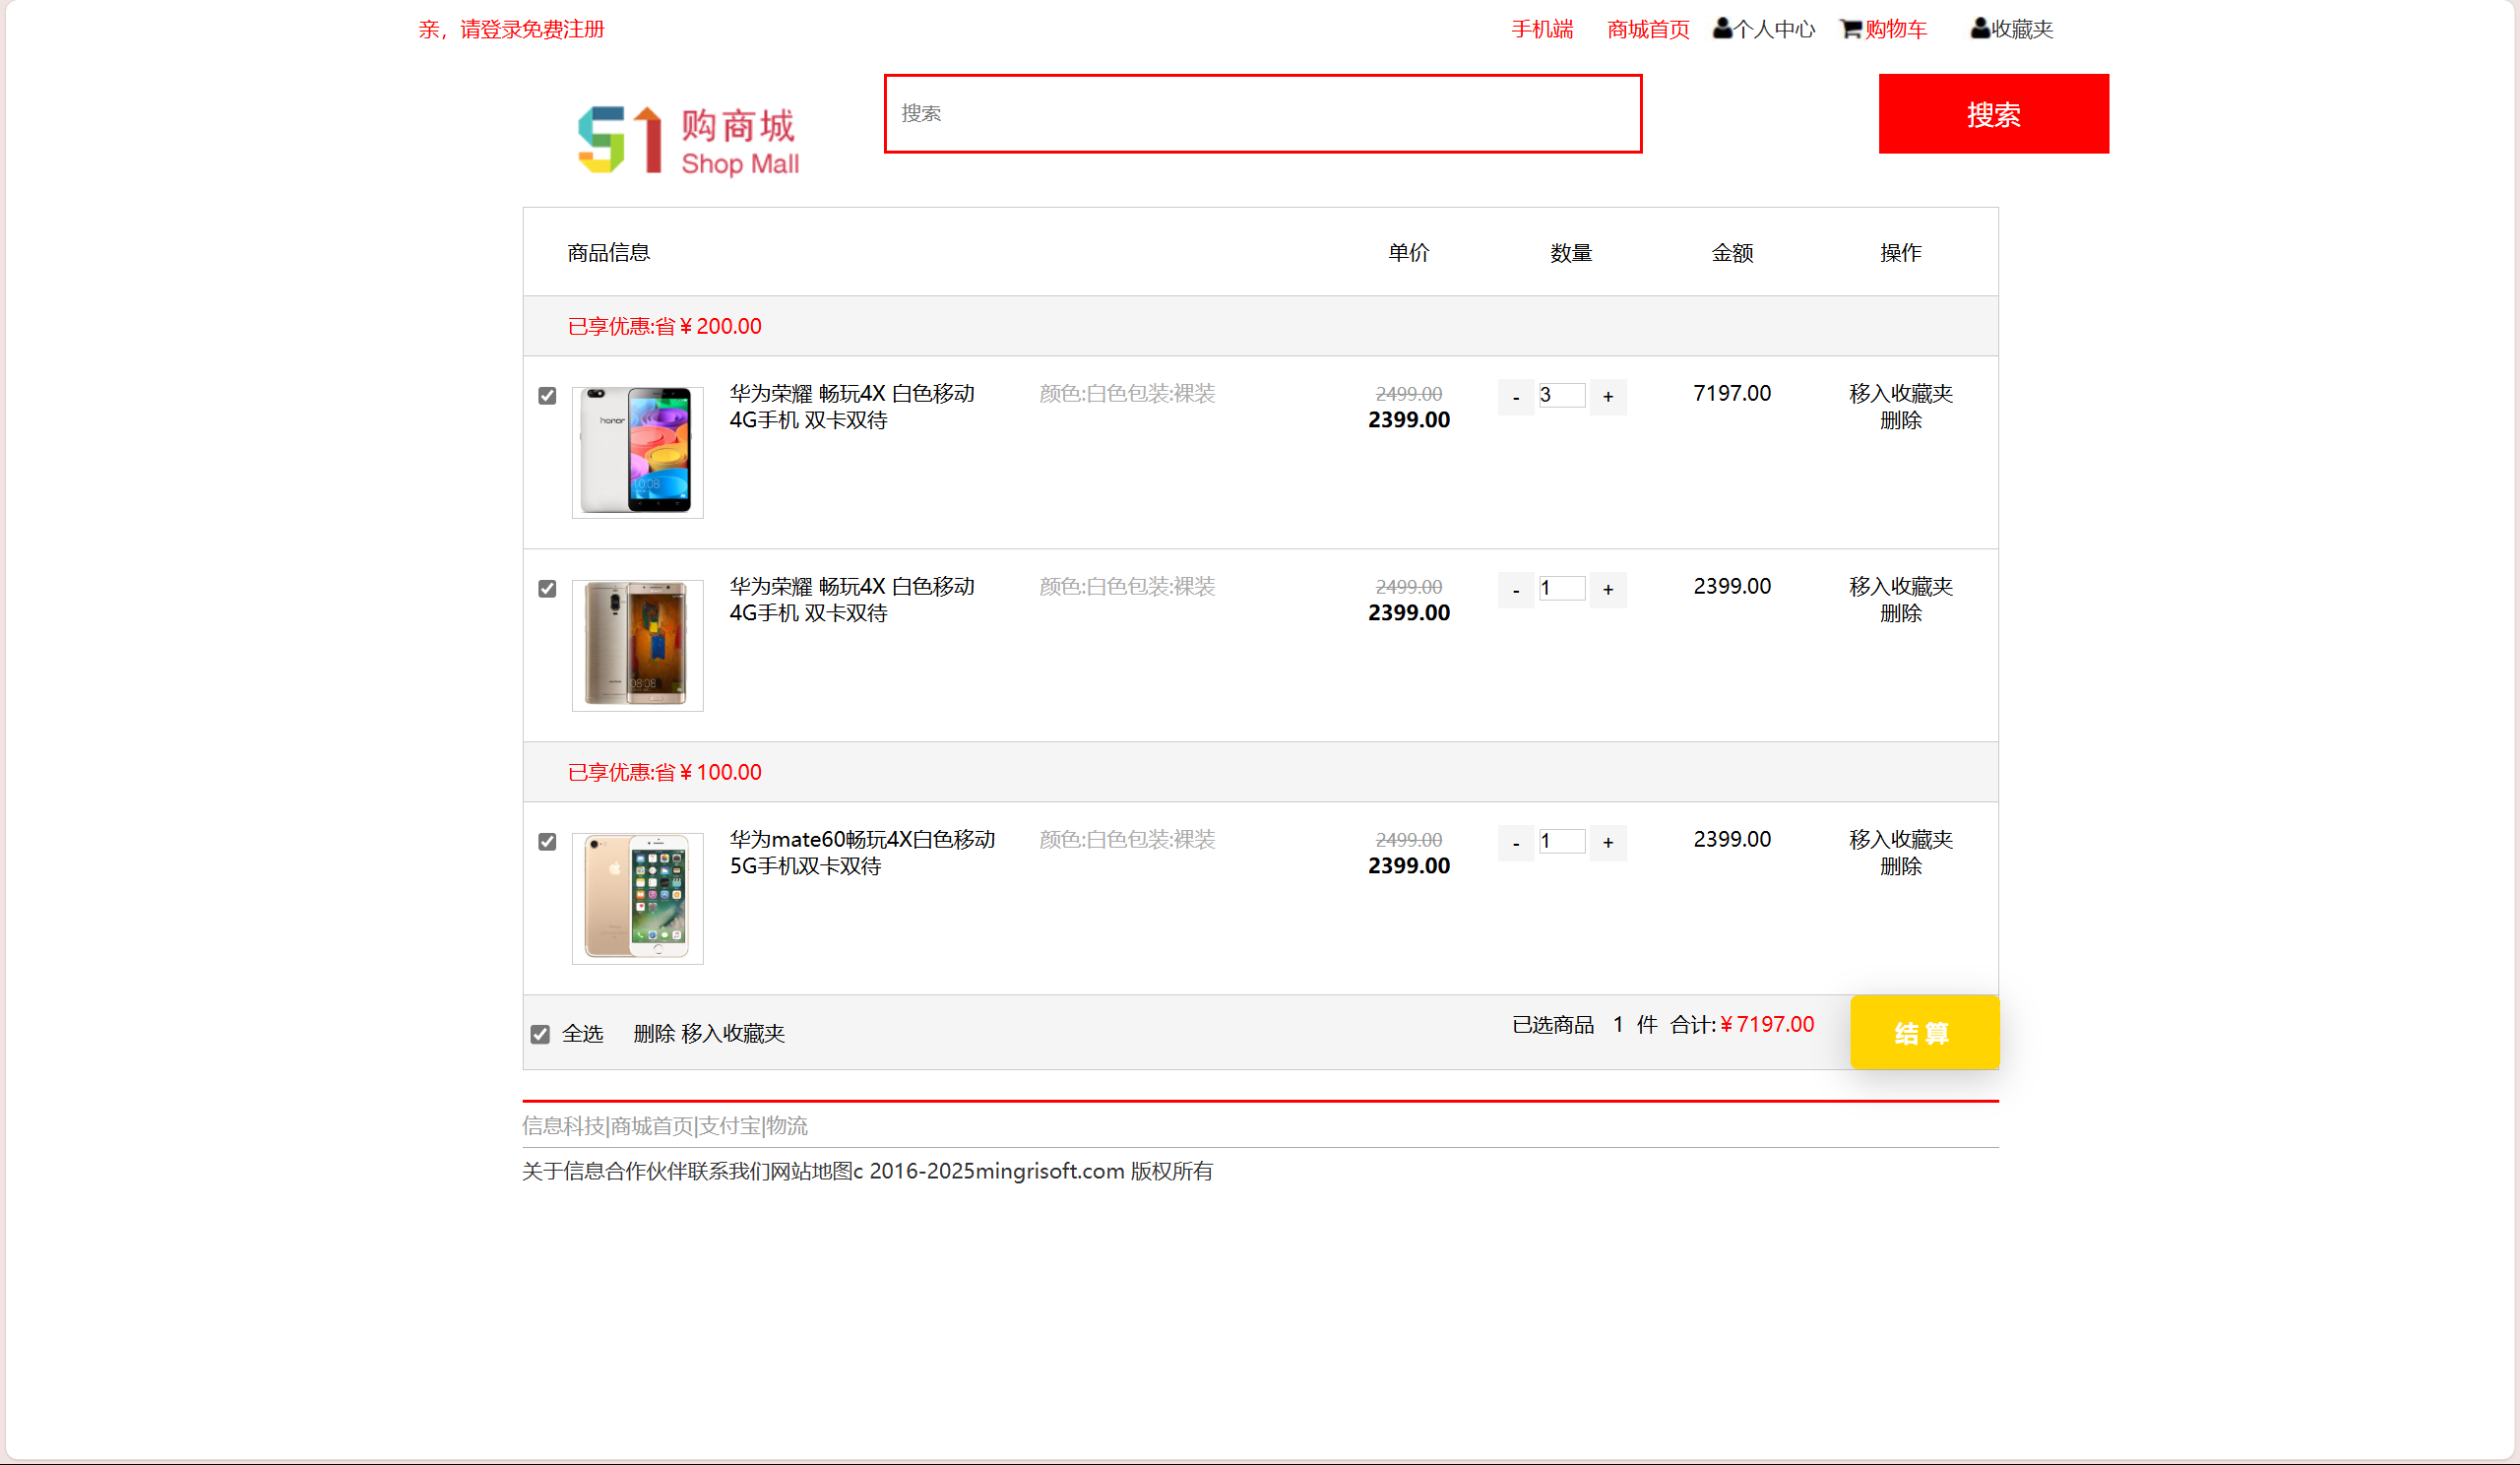 亲，请登录免费注册 手机端 商城首页 个人中心 购物车 收藏夹
51 购商城
Shop Mall
搜索 搜索
商品信息 单价 数量 金额 操作
已享优惠:省￥200.00
华为荣耀 畅玩4X 白色移动 颜色:白色包装:裸装 2499.00 - 3 + 7197.00 移入收藏夹
4G手机 双卡双待 2399.00 删除
honor
10:08
华为荣耀 畅玩4X 白色移动 颜色:白色包装:裸装 2499.00 - 1 + 2399.00 移入收藏夹
4G手机 双卡双待 2399.00 删除
08:08
已享优惠:省￥100.00
华为mate60畅玩4X白色移动 颜色:白色包装:裸装 2499.00 - 1 + 2399.00 移入收藏夹
5G手机双卡双待 2399.00 删除
全选 删除 移入收藏夹 已选商品 1 件 合计:￥7197.00 结 算
信息科技|商城首页|支付宝|物流
关于信息合作伙伴联系我们网站地图c 2016-2025mingrisoft.com 版权所有